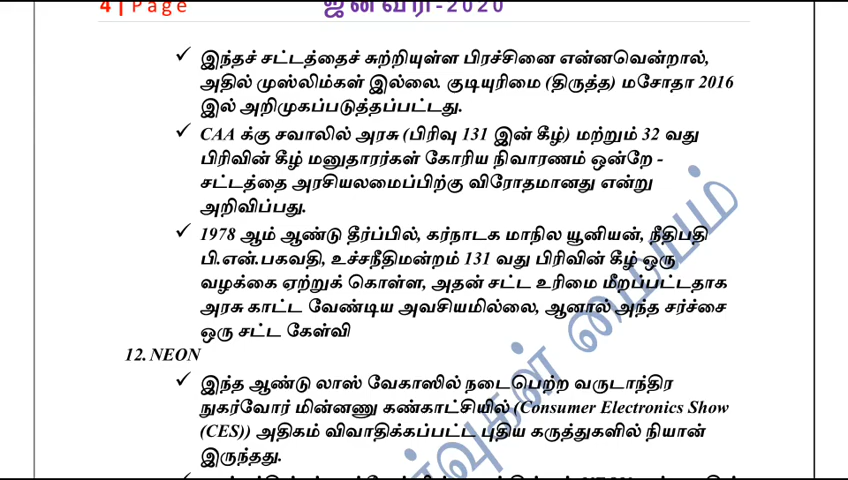 4 | Page ஜனவரி-2020
✓ இந்தச் சட்டத்தைச் சுற்றியுள்ள பிரச்சினை என்னவென்றால்,
அதில் முஸ்லிம்கள் இல்லை. குடியுரிமை (திருத்த) மசோதா 2016
இல் அறிமுகப்படுத்தப்பட்டது.
✓ CAA க்கு சவாலில் அரசு (பிரிவு 131 இன் கீழ்) மற்றும் 32 வது
பிரிவின் கீழ் மனுதாரர்கள் கோரிய நிவாரணம் ஒன்றே -
சட்டத்தை அரசியலமைப்பிற்கு விரோதமானது என்று
அறிவிப்பது.
✓ 1978 ஆம் ஆண்டு தீர்ப்பில், கர்நாடக மாநில யூனியன், நீதிபதி
பி.என்.பகவதி, உச்சநீதிமன்றம் 131 வது பிரிவின் கீழ் ஒரு
வழக்கை ஏற்றுக் கொள்ள, அதன் சட்ட உரிமை மீறப்பட்டதாக
அரசு காட்ட வேண்டிய அவசியமில்லை, ஆனால் அந்த சர்ச்சை
ஒரு சட்ட கேள்வி
12. NEON
✓ இந்த ஆண்டு லாஸ் வேகாஸில் நடைபெற்ற வருடாந்திர
நுகர்வோர் மின்னணு கண்காட்சியில் (Consumer Electronics Show
(CES)) அதிகம் விவாதிக்கப்பட்ட புதிய கருத்துகளில் நியான்
இருந்தது.